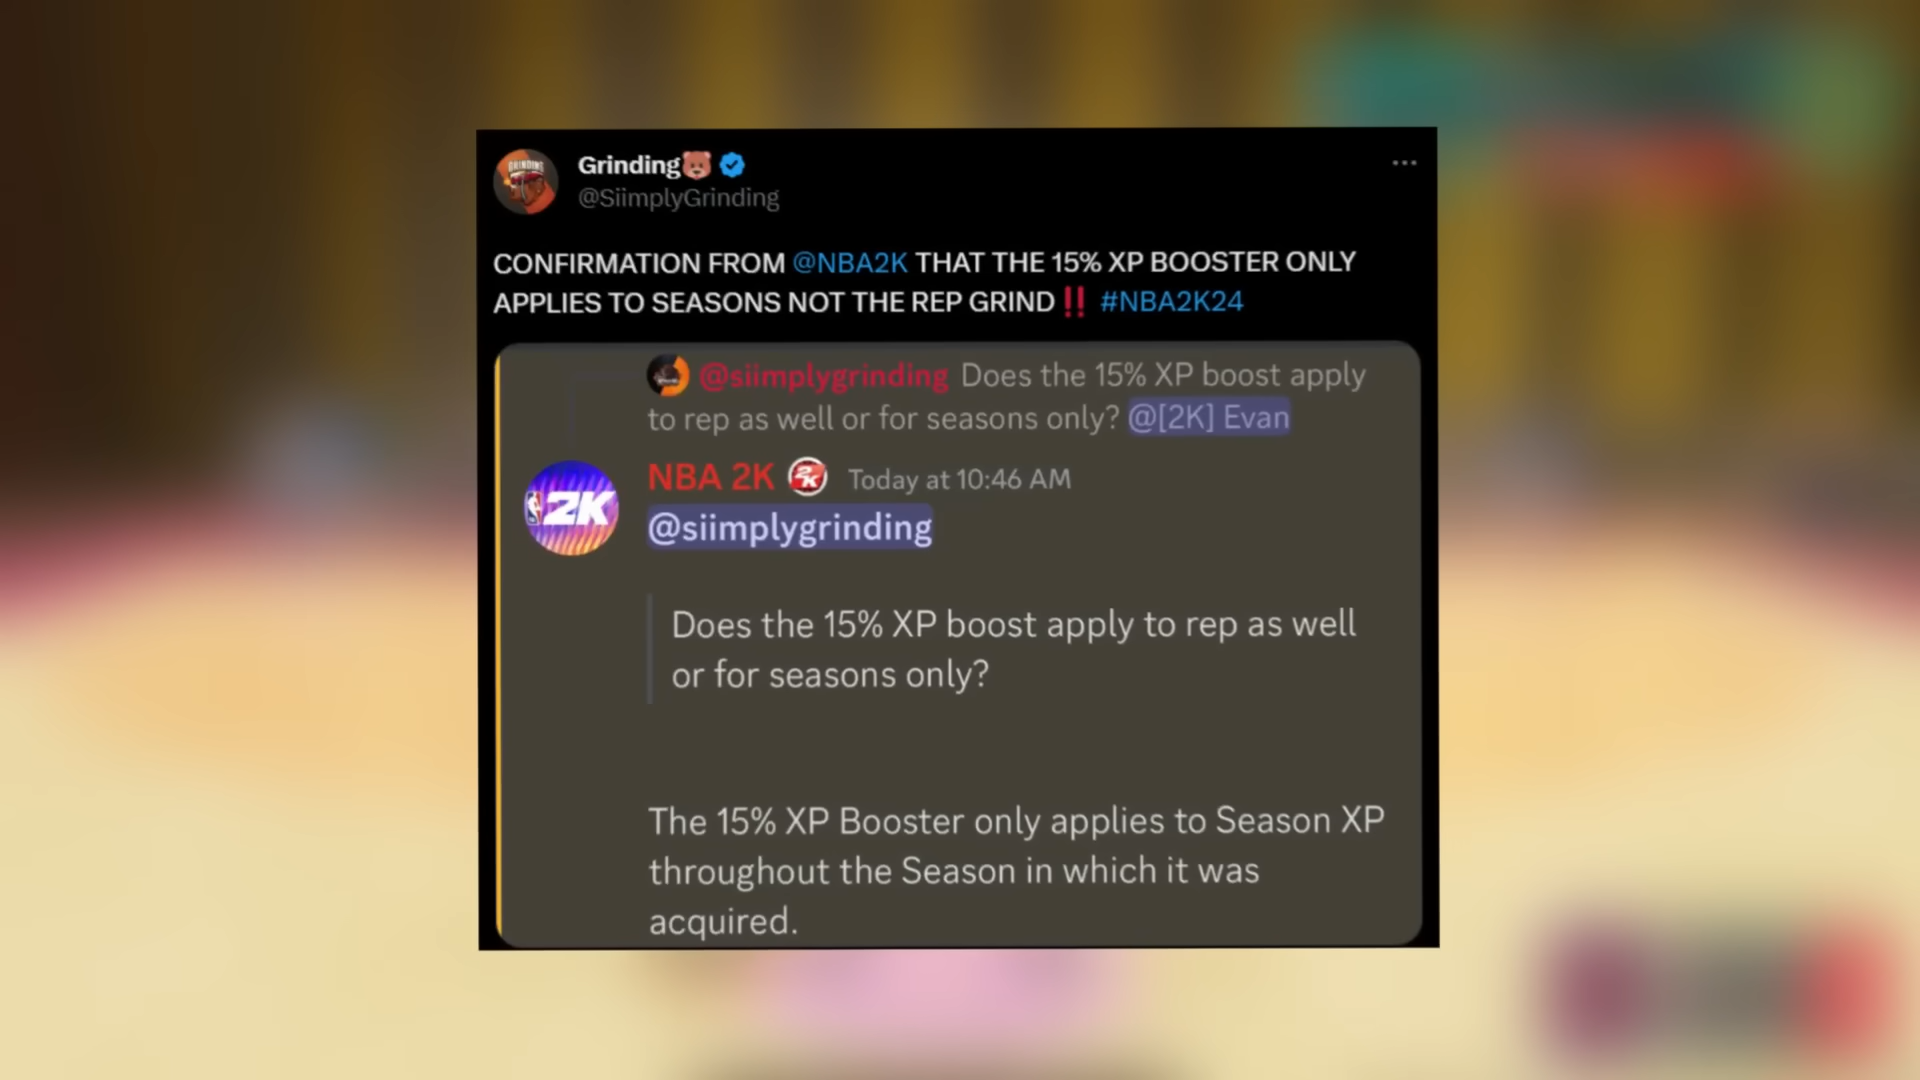 GRINDING
Grinding🐻
@SiimplyGrinding
CONFIRMATION FROM @NBA2K THAT THE 15% XP BOOSTER ONLY
APPLIES TO SEASONS NOT THE REP GRIND‼️ #NBA2K24
@siimplygrinding Does the 15% XP boost apply
to rep as well or for seasons only? @[2K] Evan
NBA 2K 2K Today at 10:46 AM
2K
@siimplygrinding
Does the 15% XP boost apply to rep as well
or for seasons only?
The 15% XP Booster only applies to Season XP
throughout the Season in which it was
acquired.